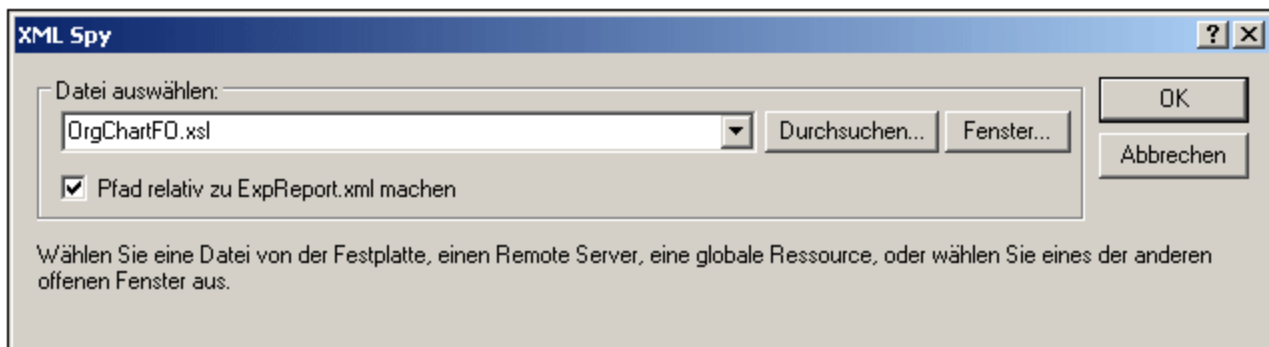 XML Spy
Datei auswählen:
OrgChartFO.xsl
Durchsuchen...
Fenster...
OK
Abbrechen
Pfad relativ zu ExpReport.xml machen
Wählen Sie eine Datei von der Festplatte, einen Remote Server, eine globale Ressource, oder wählen Sie eines der anderen
offenen Fenster aus.